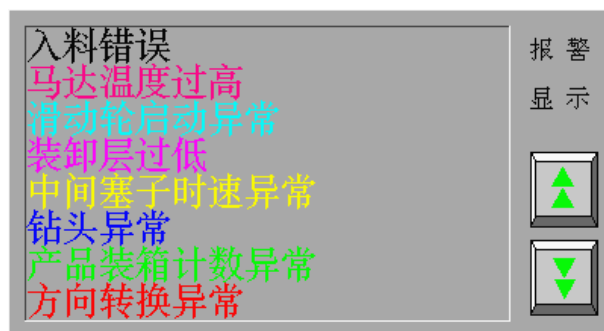 入料错误
马达温度过高
滑动轮启动异常
装卸层过低
中间塞子时速异常
钻头异常
产品装箱计数异常
方向转换异常
报警
显示